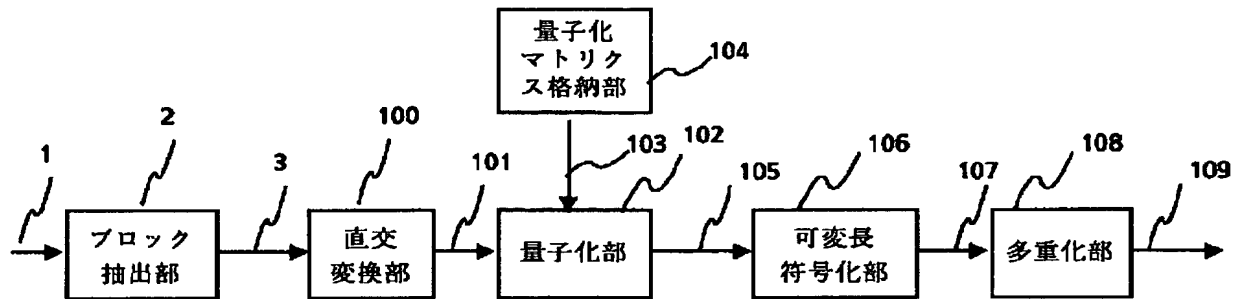 量子化
マトリク
ス格納部
104
1
2
3
100
101
103
102
105
106
107
108
109
ブロック
抽出部
直交
変換部
量子化部
可変長
符号化部
多重化部